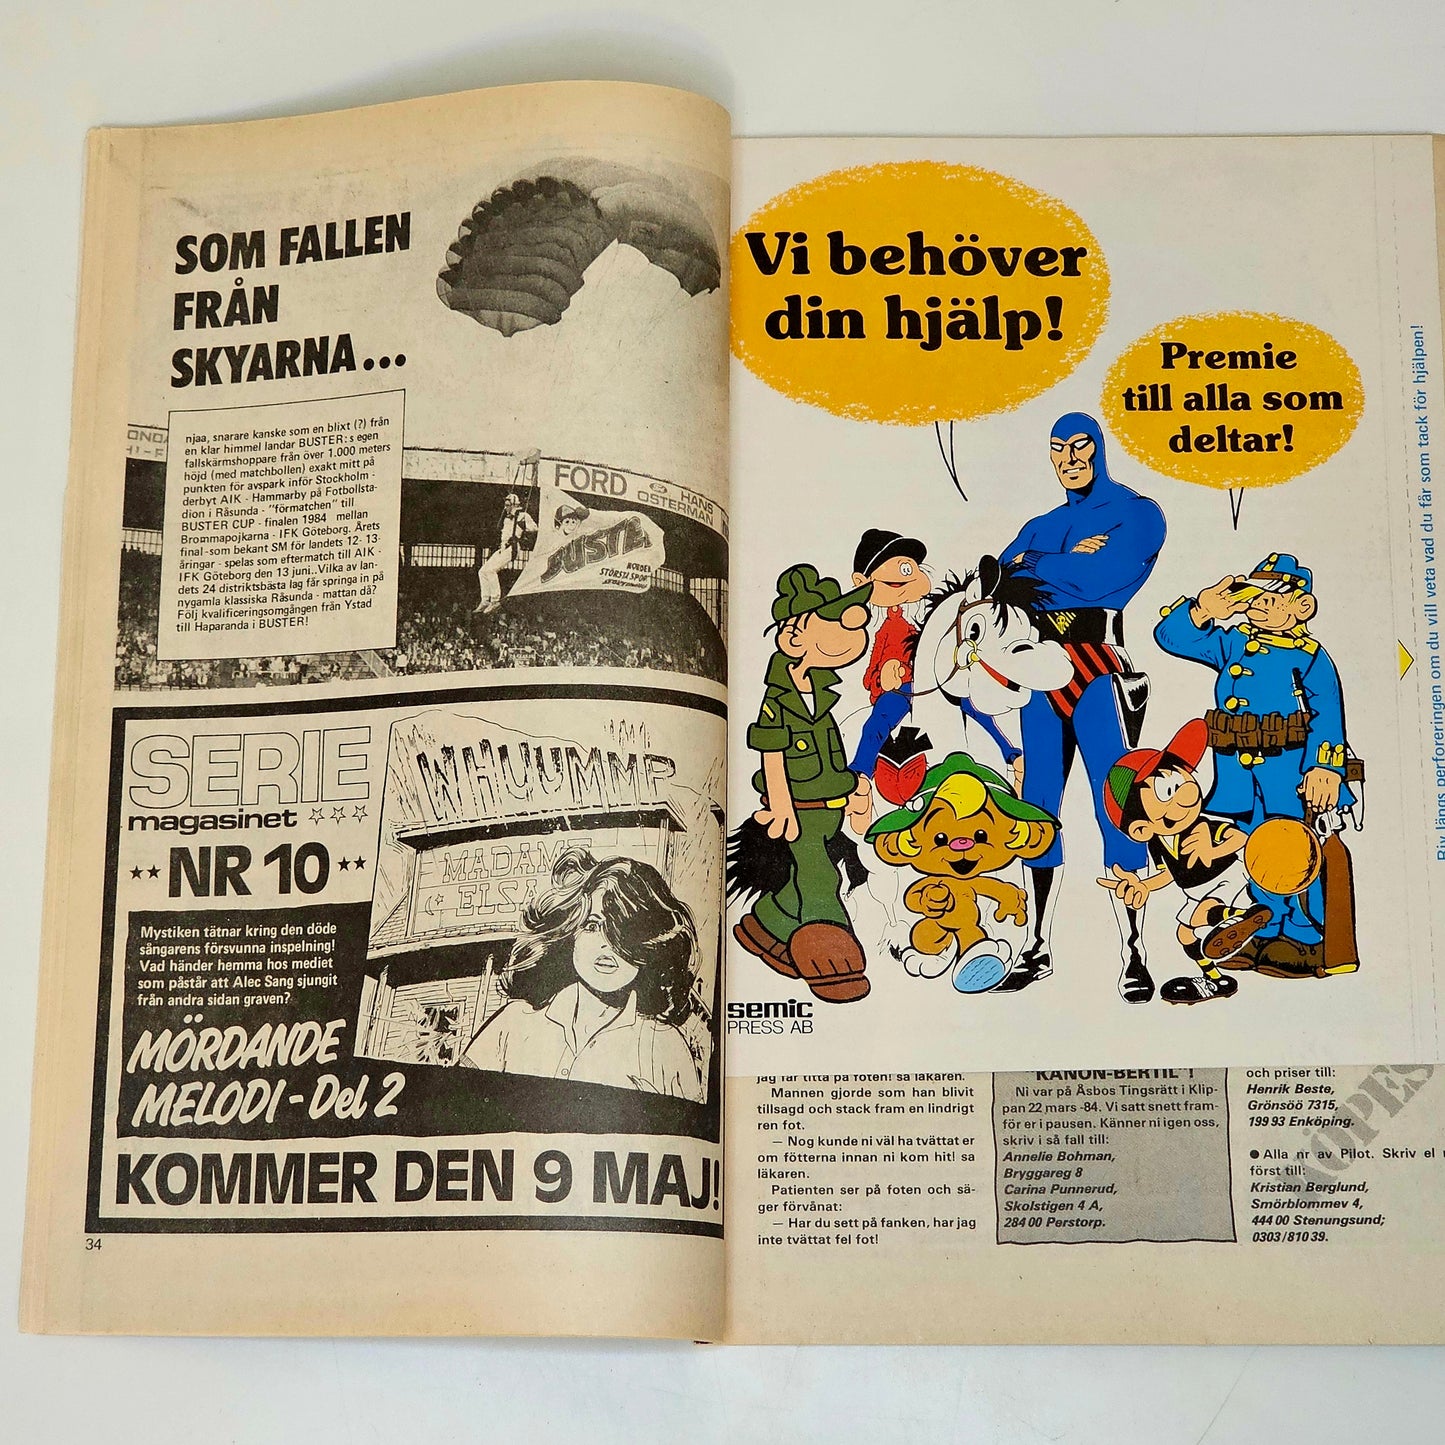 SOM FALLEN
FRÅN
SKYARNA...
njaa, snarare kanske som en blixt (?) från
en klar himmel landar BUSTER:s egen
fallskärmshoppare från över 1.000 meters
höjd (med matchbollen) exakt mitt på
punkten för avspark inför Stockholm -
derbyt AIK - Hammarby på Fotbollsta-
dion i Råsunda - "förmatchen" till
BUSTER CUP - finalen 1984 mellan
Brommapojkarna - IFK Göteborg. Årets
final -som bekant SM för landets 12- 13-
åringar - spelas som eftermatch till AIK -
IFK Göteborg den 13 juni..Vilka av lan-
dets 24 distriktsbästa lag får springa in på
nygamla klassiska Råsunda - mattan då?
Följ kvalificeringsomgången från Ystad
till Haparanda i BUSTER!
FORD
HANS
OSTERMAN
BUSTER
NORDENS
STÖRSTA SPORT
SERIE
magasinet
NR 10
Mystiken tätnar kring den döde
sångarens försvunna inspelning!
Vad händer hemma hos mediet
som påstår att Alec Sang sjungit
från andra sidan graven?
MÖRDANDE
MELODI - Del 2
WHUUMMP
MADAME
ELSA
KOMMER DEN 9 MAJ!
34
Vi behöver
din hjälp!
Premie
till alla som
deltar!
semic
PRESS AB
Riv längs perforeringen om du vill veta vad du får som tack för hjälpen!
jag får titta på foten! sa läkaren.
Mannen gjorde som han blivit
tillsagd och stack fram en lindrigt
ren fot.
— Nog kunde ni väl ha tvättat er
om fötterna innan ni kom hit! sa
läkaren.
Patienten ser på foten och sä-
ger förvånat:
— Har du sett på fanken, har jag
inte tvättat fel fot!
"KANON-BERTIL"!
Ni var på Åsbos Tingsrätt i Klip-
pan 22 mars -84. Vi satt snett fram-
för er i pausen. Känner ni igen oss,
skriv i så fall till:
Annelie Bohman,
Bryggareg 8
Carina Punnerud,
Skolstigen 4 A,
284 00 Perstorp.
och priser till:
Henrik Beste,
Grönsöö 7315,
199 93 Enköping.
● Alla nr av Pilot. Skriv el
först till:
Kristian Berglund,
Smörblommev 4,
444 00 Stenungsund;
0303/810 39.
KÖPES